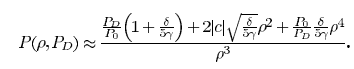 P(ρ,P_D) ≈ \frac{\frac{P_D}{P_0}\left(1+\frac{δ}{5γ}\right)+2|c|\sqrt{\frac{δ}{5γ}}ρ^2+\frac{P_0}{P_D}\frac{δ}{5γ}ρ^4}{ρ^3}.